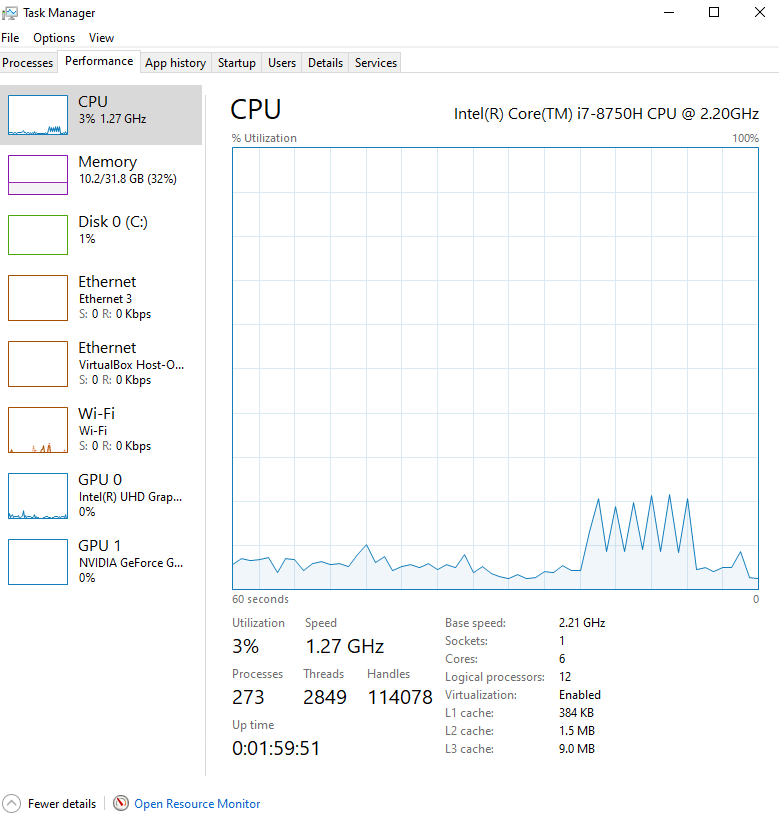 Task Manager
File Options View
Processes Performance App history Startup Users Details Services
CPU
3% 1.27 GHz
Memory
10.2/31.8 GB (32%)
Disk 0 (C:)
1%
Ethernet
Ethernet 3
S: 0 R: 0 Kbps
Ethernet
VirtualBox Host-O...
S: 0 R: 0 Kbps
Wi-Fi
Wi-Fi
S: 0 R: 0 Kbps
GPU 0
Intel(R) UHD Grap...
0%
GPU 1
NVIDIA GeForce G...
0%
CPU Intel(R) Core(TM) i7-8750H CPU @ 2.20GHz
% Utilization 100%
60 seconds 0
Utilization Speed
3% 1.27 GHz
Processes Threads Handles
273 2849 114078
Up time
0:01:59:51
Base speed: 2.21 GHz
Sockets: 1
Cores: 6
Logical processors: 12
Virtualization: Enabled
L1 cache: 384 KB
L2 cache: 1.5 MB
L3 cache: 9.0 MB
Fewer details Open Resource Monitor